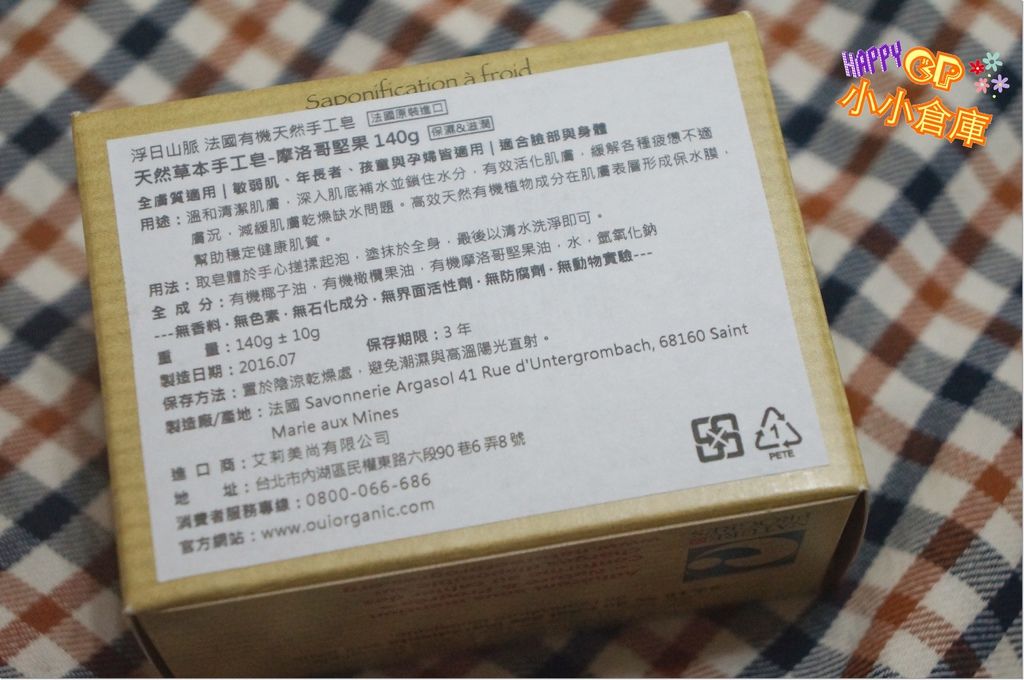 Saponification à froid
浮日山脈 法國有機天然手工皂 法國原裝進口
天然草本手工皂-摩洛哥堅果 140g 保濕&滋潤
全膚質適用 | 敏弱肌、年長者、孩童與孕婦皆適用 | 適合臉部與身體
用途：溫和清潔肌膚，深入肌底補水並鎖住水分，有效活化肌膚，緩解各種疲憊不適
膚況，減緩肌膚乾燥缺水問題。高效天然有機植物成分在肌膚表層形成保水膜，
幫助穩定健康肌質。
用法：取皂體於手心搓揉起泡，塗抹於全身，最後以清水洗淨即可。
全 成 分：有機椰子油，有機橄欖果油，有機摩洛哥堅果油，水，氫氧化鈉
---無香料‧無色素‧無石化成分‧無界面活性劑‧無防腐劑‧無動物實驗---
重 量：140g ± 10g 保存期限：3 年
製造日期：2016.07
保存方法：置於陰涼乾燥處，避免潮濕與高溫陽光直射。
製造廠/產地：法國 Savonnerie Argasol 41 Rue d'Untergrombach, 68160 Saint
Marie aux Mines
進 口 商：艾莉美尚有限公司
地 址：台北市內湖區民權東路六段90巷6弄8號
消費者服務專線：0800-066-686
官方網站：www.ouiorganic.com
1
PETE
HAPPY GP
小小倉庫